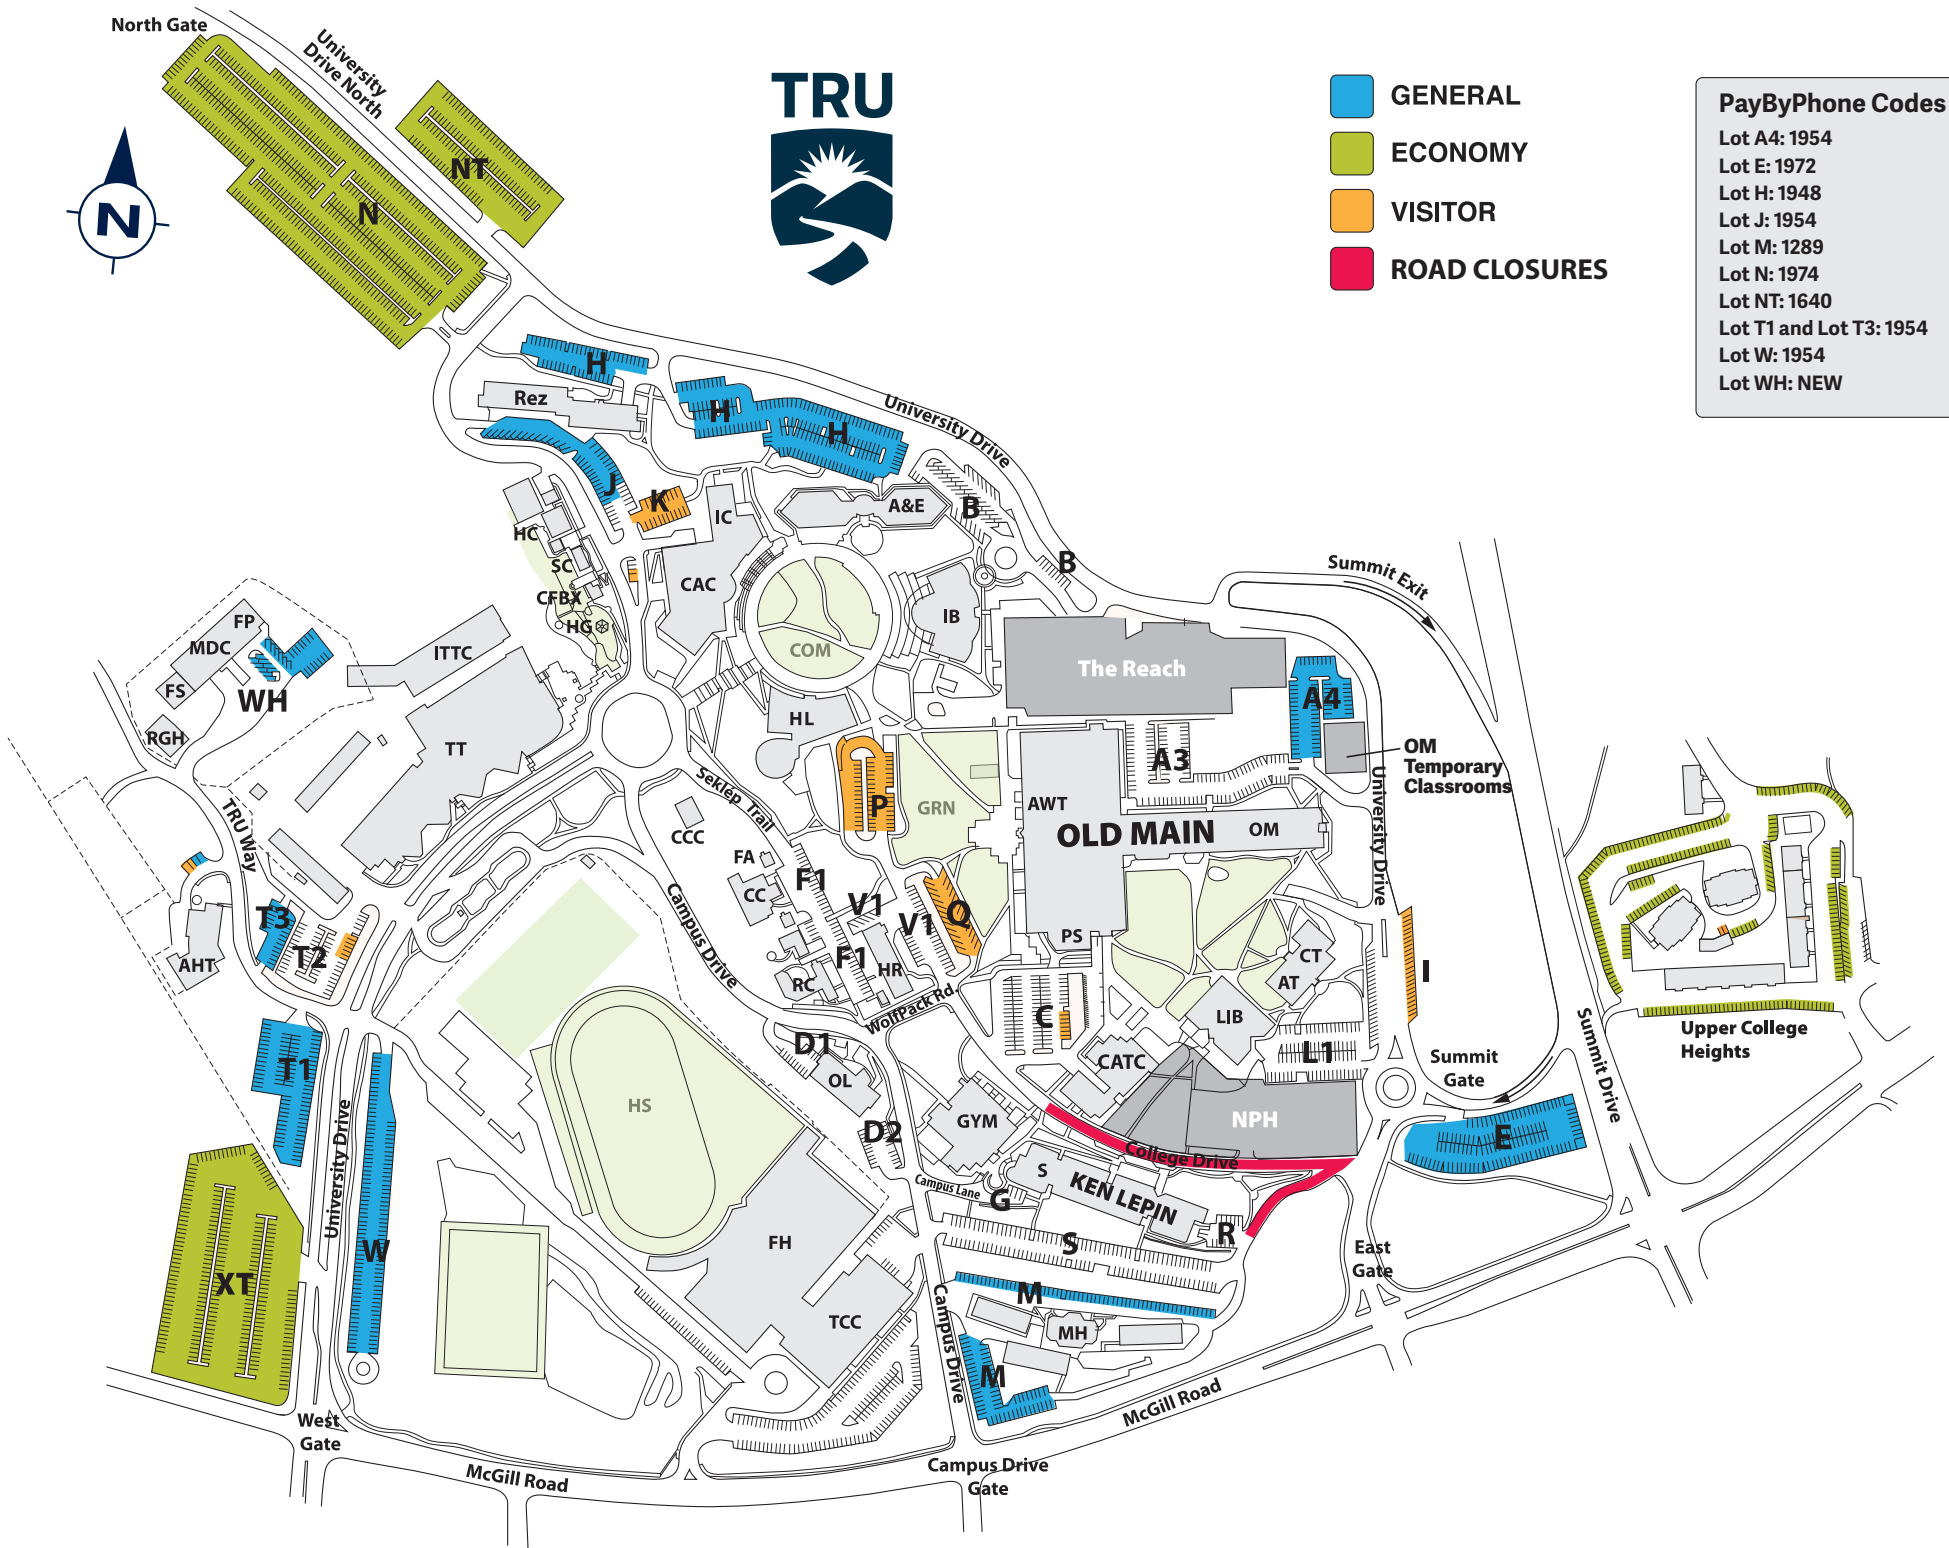 North Gate
University
Drive North
TRU
GENERAL
ECONOMY
VISITOR
ROAD CLOSURES
PayByPhone Codes
Lot A4: 1954
Lot E: 1972
Lot H: 1948
Lot J: 1954
Lot M: 1289
Lot N: 1974
Lot NT: 1640
Lot T1 and Lot T3: 1954
Lot W: 1954
Lot WH: NEW
N
NT
N
H
Rez
H
H
University Drive
J
K
IC
A&E
B
HC
SC
CAC
B
Summit Exit
CFBX
HG
IB
FP
MDC
ITTC
COM
The Reach
FS
WH
A4
RGH
TT
HL
A3
OM
Temporary
Classrooms
Seklep Trail
P
GRN
AWT
OLD MAIN
OM
University Drive
TRU Way
CCC
FA
CC
F1
V1
V1
Q
T3
T2
AHT
Campus Drive
F1
HR
RC
PS
CT
AT
I
WolfPack Rd.
C
LIB
L1
D1
OL
CATC
Summit
Gate
Summit Drive
Upper College
Heights
T1
HS
GYM
NPH
D2
College Drive
E
University Drive
Campus Lane
S
KEN LEPIN
G
R
W
FH
S
East
Gate
XT
M
TCC
Campus Drive
MH
M
McGill Road
West
Gate
McGill Road
Campus Drive
Gate